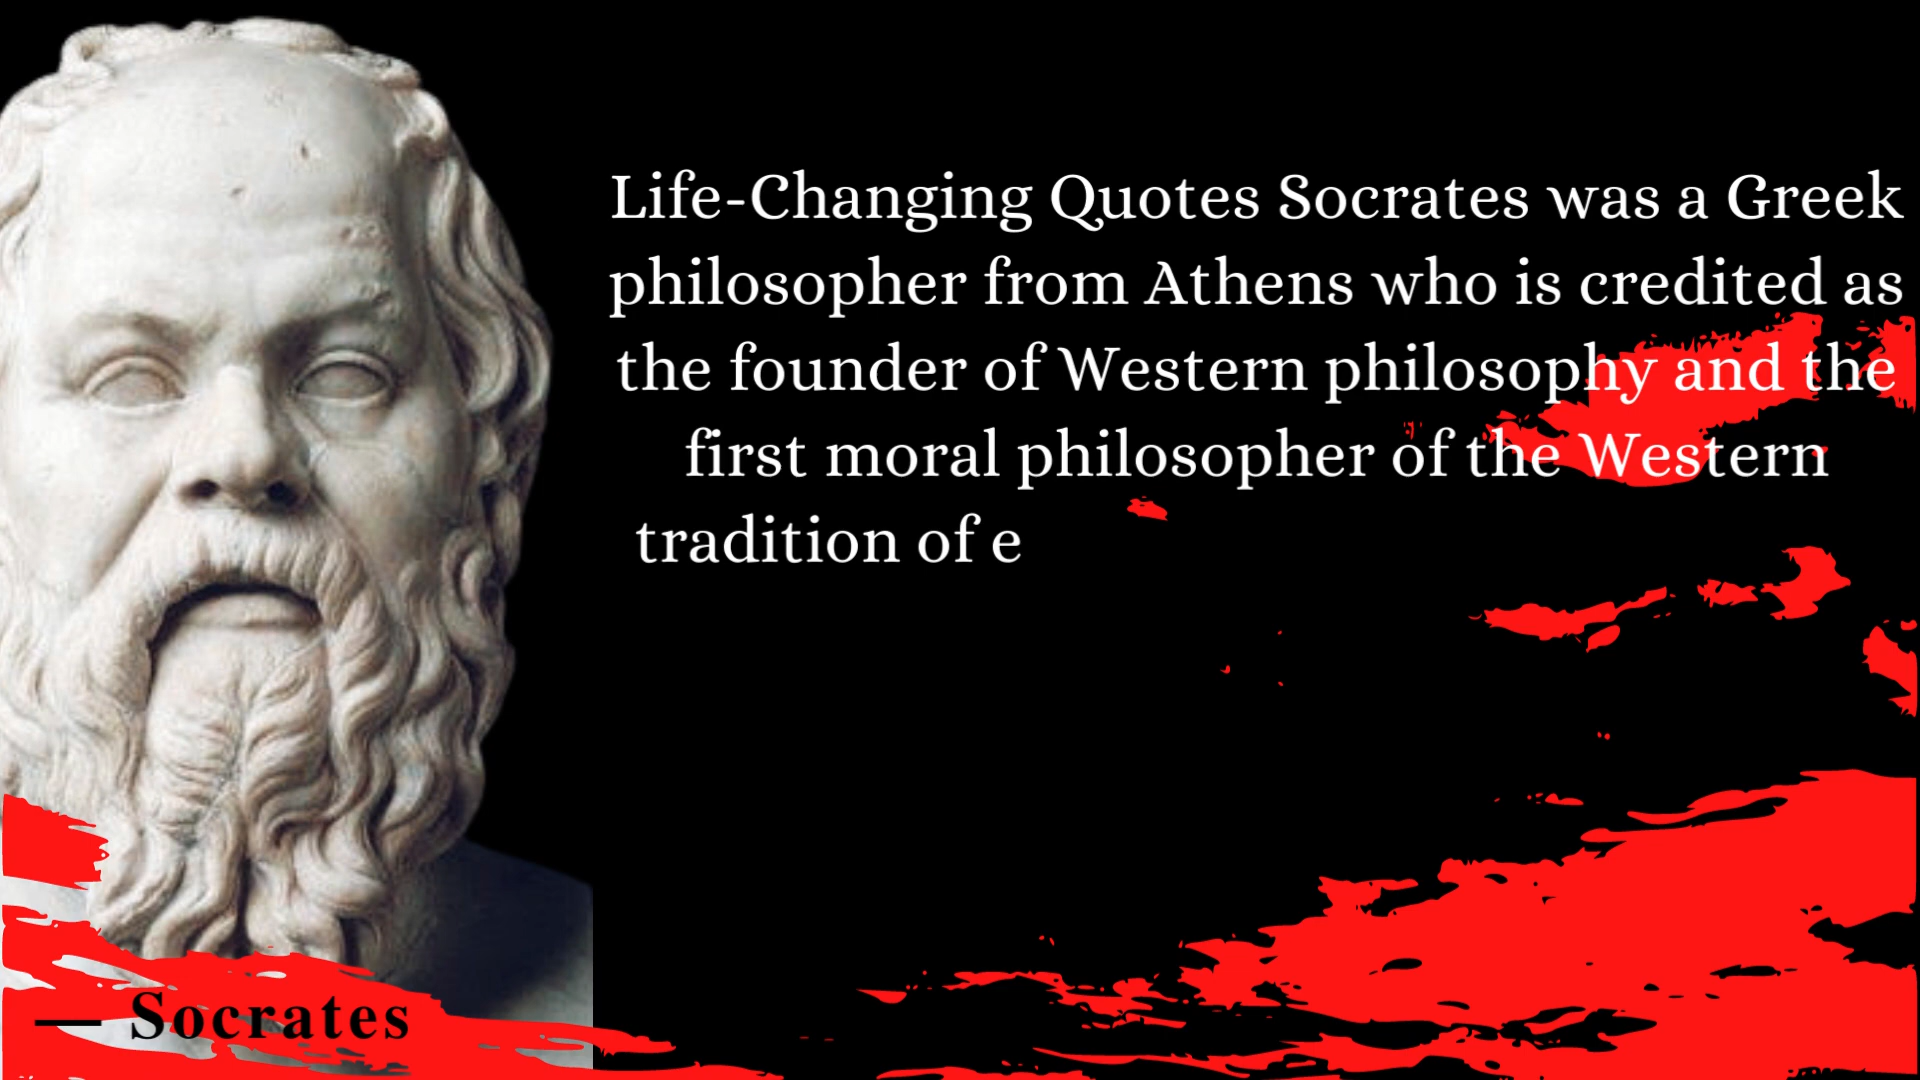 Life-Changing Quotes Socrates was a Greek
philosopher from Athens who is credited as
the founder of Western philosophy and the
first moral philosopher of the Western
tradition of e
— Socrates